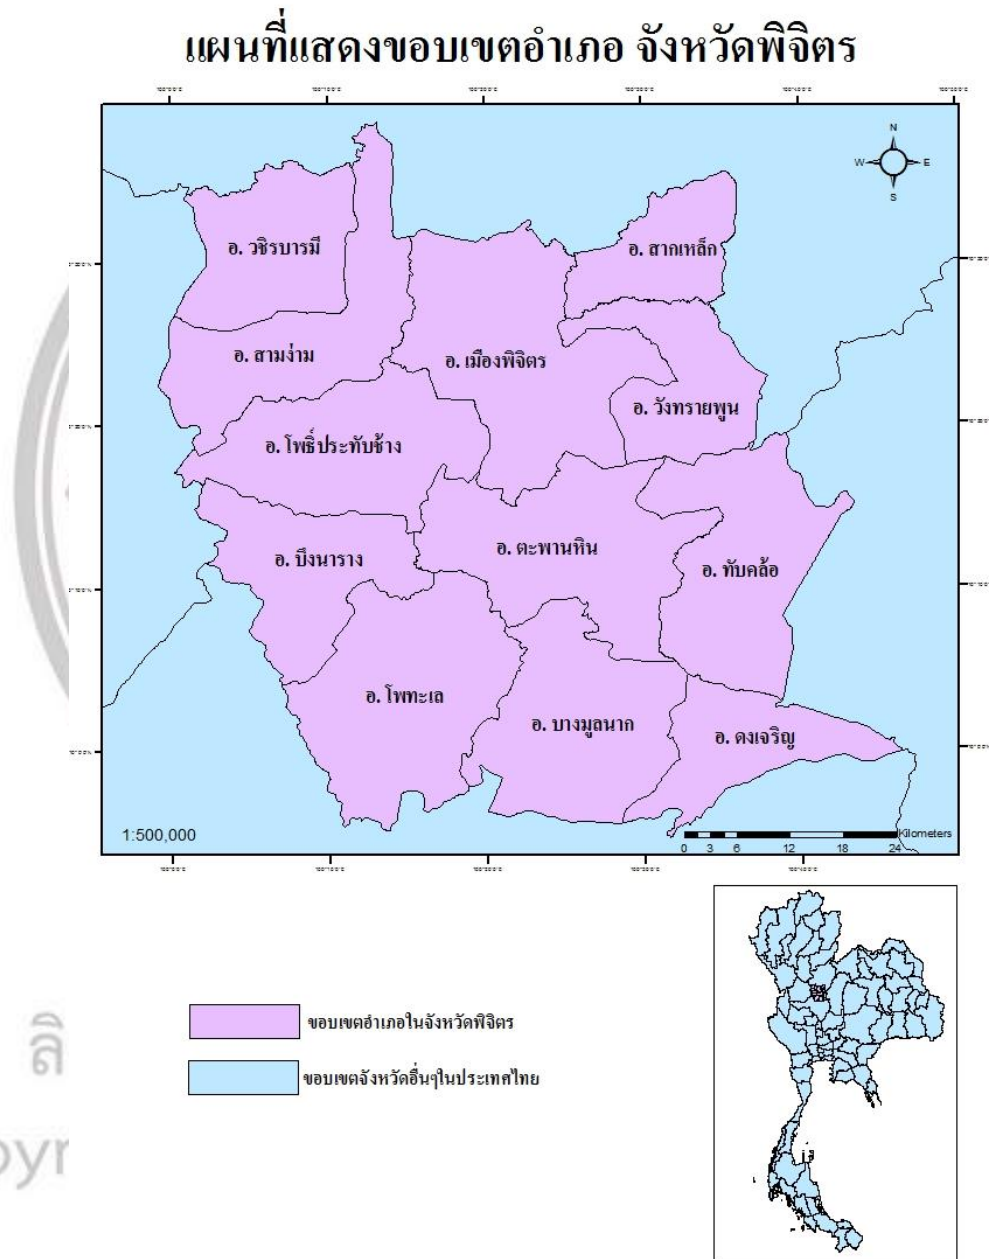 แผนที่แสดงขอบเขตอำเภอ จังหวัดพิจิตร
N
W E
S
อ. วชิรบารมี
อ. สากเหล็ก
อ. สามง่าม
อ. เมืองพิจิตร
อ. วังทรายพูน
อ. โพธิ์ประทับช้าง
อ. ตะพานหิน
อ. บึงนาราง
อ. ทับคล้อ
อ. โพทะเล
อ. บางมูลนาก
อ. ดงเจริญ
1:500,000
Kilometers
0 3 6 12 18 24
ขอบเขตอำเภอในจังหวัดพิจิตร
ขอบเขตจังหวัดอื่นๆในประเทศไทย